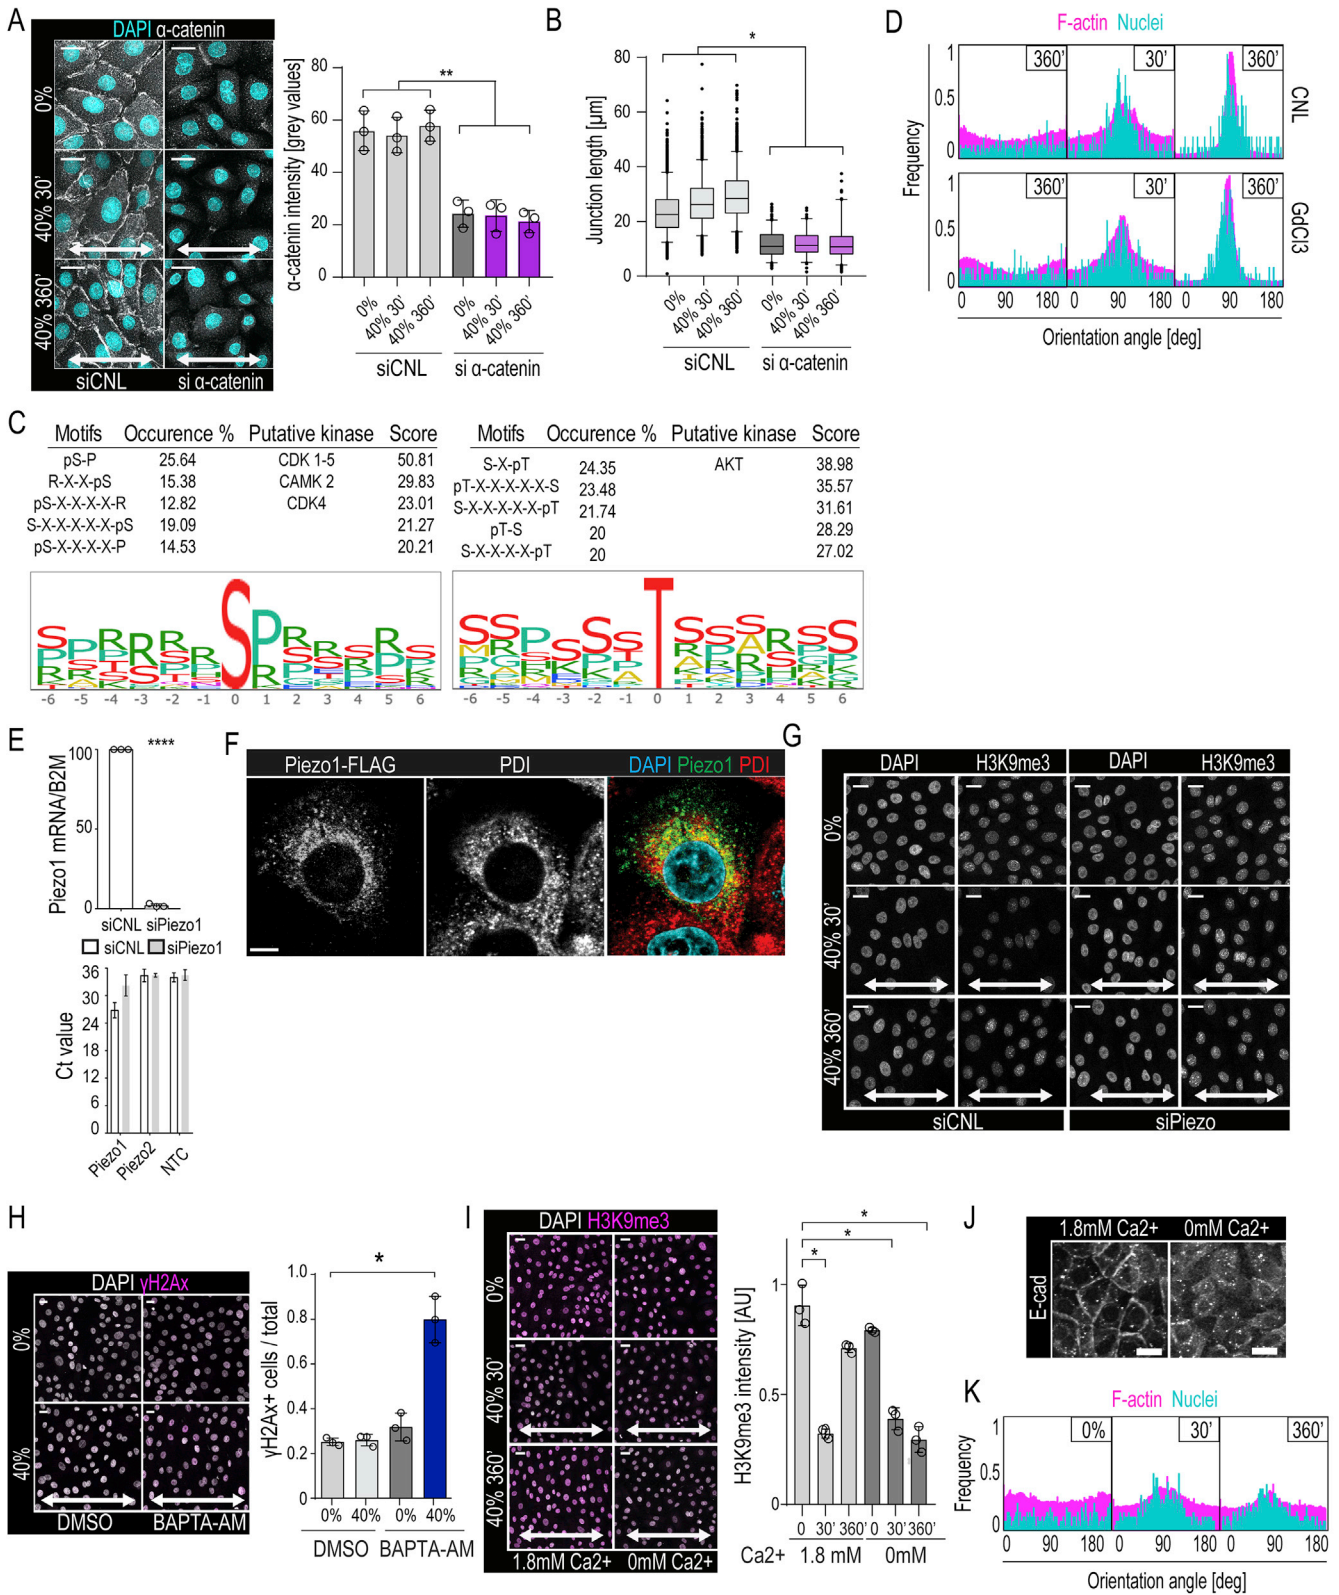 A
DAPI α-catenin
0%
40% 30'
40% 360'
siCNL
si α-catenin
α-catenin intensity [grey values]
80
60
40
20
0
**
0%
40% 30'
40% 360'
0%
40% 30'
40% 360'
siCNL
si α-catenin
B
Junction length [µm]
80
60
40
20
0
*
0%
40% 30'
40% 360'
0%
40% 30'
40% 360'
siCNL
si α-catenin
D
F-actin Nuclei
Frequency
1
0.5
0
360'
30'
360'
CNL
1
0.5
0
360'
30'
360'
GdCl3
0 90 180 0 90 180 0 90 180
Orientation angle [deg]
C
Motifs Occurence % Putative kinase Score
pS-P 25.64 CDK 1-5 50.81
R-X-X-pS 15.38 CAMK 2 29.83
pS-X-X-X-X-R 12.82 CDK4 23.01
S-X-X-X-X-X-pS 19.09 21.27
pS-X-X-X-X-P 14.53 20.21
Motifs Occurence % Putative kinase Score
S-X-pT 24.35 AKT 38.98
pT-X-X-X-X-X-S 23.48 35.57
S-X-X-X-X-X-pT 21.74 31.61
pT-S 20 28.29
S-X-X-X-X-pT 20 27.02
-6 -5 -4 -3 -2 -1 0 1 2 3 4 5 6
-6 -5 -4 -3 -2 -1 0 1 2 3 4 5 6
E
Piezo1 mRNA/B2M
100
50
0
****
siCNL siPiezo1
siCNL siPiezo1
Ct value
36
30
24
18
12
6
0
Piezo1
Piezo2
NTC
F
Piezo1-FLAG
PDI
DAPI Piezo1 PDI
G
DAPI H3K9me3 DAPI H3K9me3
0%
40% 30'
40% 360'
siCNL
siPiezo
H
DAPI γH2Ax
0%
40%
DMSO BAPTA-AM
γH2Ax+ cells / total
1.0
0.8
0.6
0.4
0.2
0
*
0% 40% 0% 40%
DMSO BAPTA-AM
I
DAPI H3K9me3
0%
40% 30'
40% 360'
1.8mM Ca2+ 0mM Ca2+
H3K9me3 intensity [AU]
1
0.5
0
*
*
*
0 30' 360' 0 30' 360'
Ca2+ 1.8 mM 0mM
J
1.8mM Ca2+ 0mM Ca2+
E-cad
K
F-actin Nuclei
Frequency
1
0.5
0
0%
30'
360'
0 90 180 0 90 180 0 90 180
Orientation angle [deg]